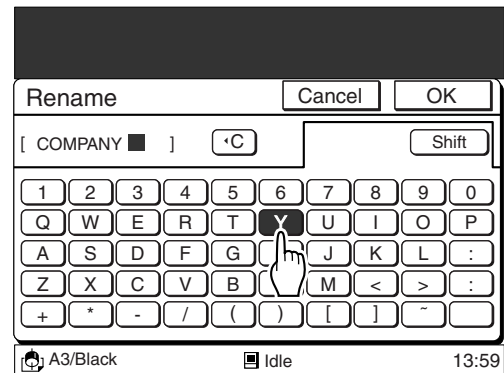 Rename Cancel OK
[ COMPANY ■ ] ◂C Shift
1 2 3 4 5 6 7 8 9 0
Q W E R T Y U I O P
A S D F G J K L :
Z X C V B M < > :
+ * - / ( ) [ ] ~
A3/Black Idle 13:59